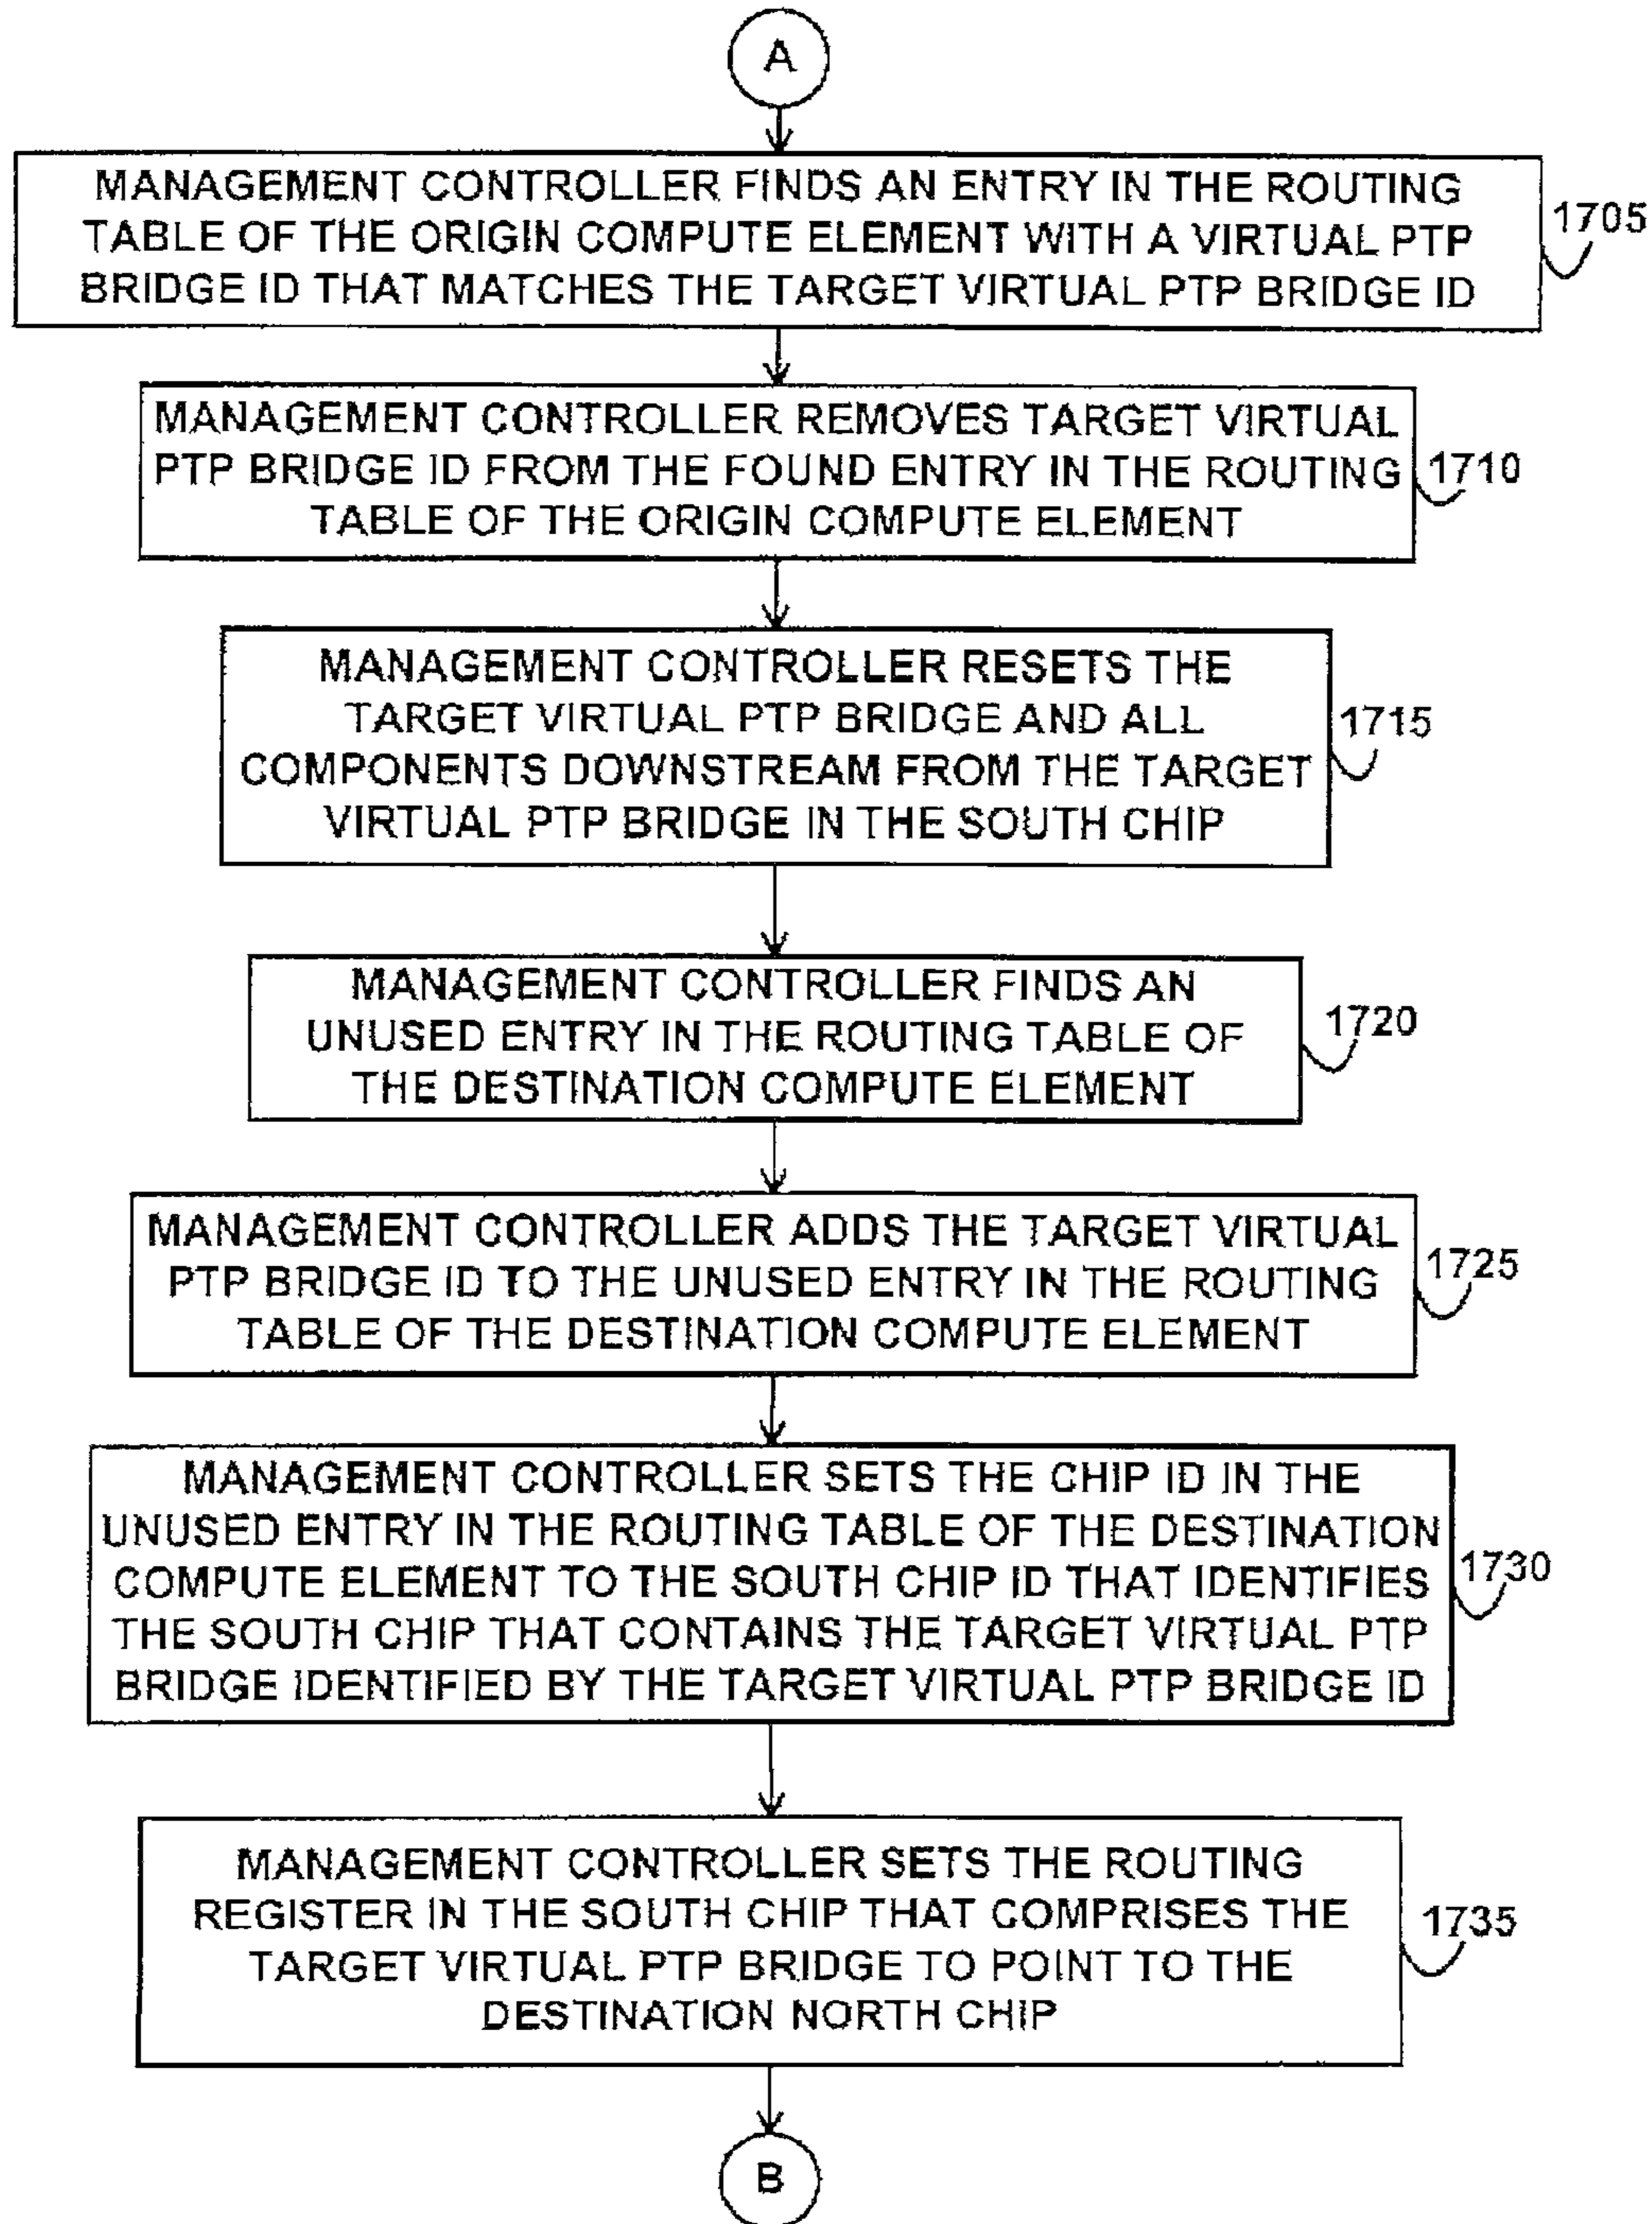 A
MANAGEMENT CONTROLLER FINDS AN ENTRY IN THE ROUTING
TABLE OF THE ORIGIN COMPUTE ELEMENT WITH A VIRTUAL PTP
BRIDGE ID THAT MATCHES THE TARGET VIRTUAL PTP BRIDGE ID
1705
MANAGEMENT CONTROLLER REMOVES TARGET VIRTUAL
PTP BRIDGE ID FROM THE FOUND ENTRY IN THE ROUTING
TABLE OF THE ORIGIN COMPUTE ELEMENT
1710
MANAGEMENT CONTROLLER RESETS THE
TARGET VIRTUAL PTP BRIDGE AND ALL
COMPONENTS DOWNSTREAM FROM THE TARGET
VIRTUAL PTP BRIDGE IN THE SOUTH CHIP
1715
MANAGEMENT CONTROLLER FINDS AN
UNUSED ENTRY IN THE ROUTING TABLE OF
THE DESTINATION COMPUTE ELEMENT
1720
MANAGEMENT CONTROLLER ADDS THE TARGET VIRTUAL
PTP BRIDGE ID TO THE UNUSED ENTRY IN THE ROUTING
TABLE OF THE DESTINATION COMPUTE ELEMENT
1725
MANAGEMENT CONTROLLER SETS THE CHIP ID IN THE
UNUSED ENTRY IN THE ROUTING TABLE OF THE DESTINATION
COMPUTE ELEMENT TO THE SOUTH CHIP ID THAT IDENTIFIES
THE SOUTH CHIP THAT CONTAINS THE TARGET VIRTUAL PTP
BRIDGE IDENTIFIED BY THE TARGET VIRTUAL PTP BRIDGE ID
1730
MANAGEMENT CONTROLLER SETS THE ROUTING
REGISTER IN THE SOUTH CHIP THAT COMPRISES THE
TARGET VIRTUAL PTP BRIDGE TO POINT TO THE
DESTINATION NORTH CHIP
1735
B